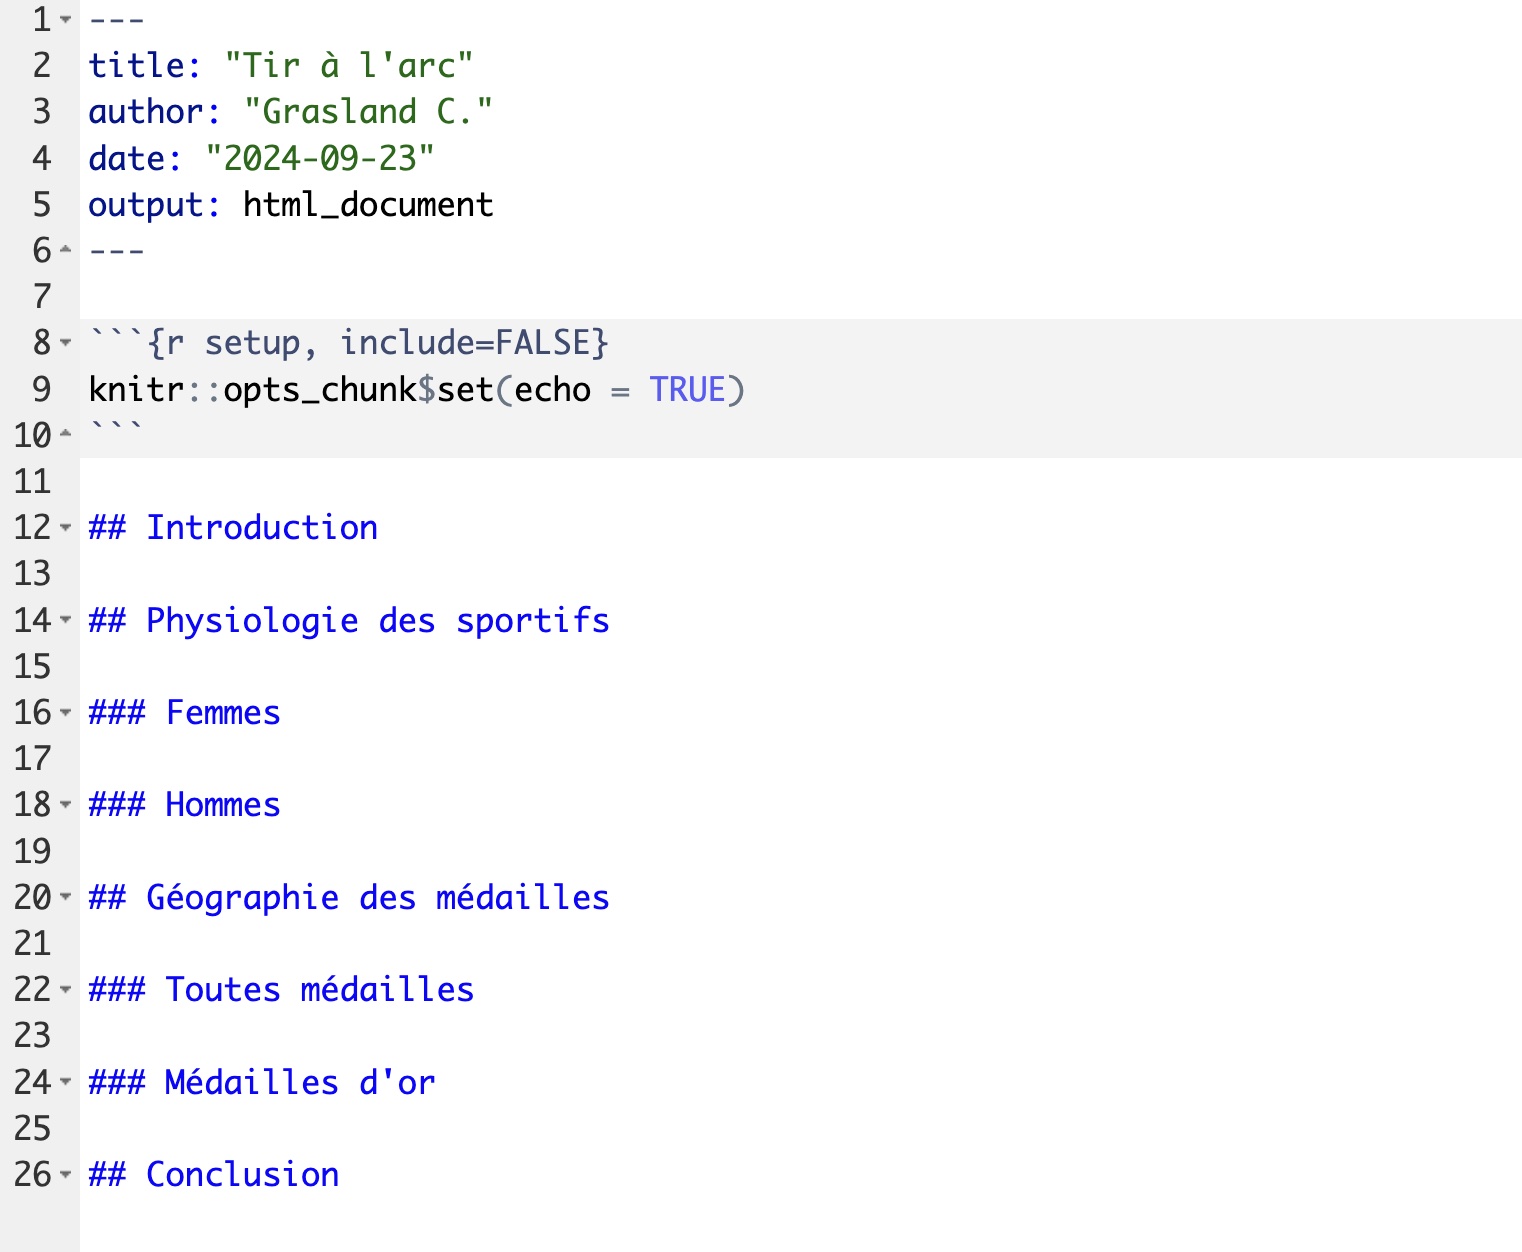 1 ---
2 title: "Tir à l'arc"
3 author: "Grasland C."
4 date: "2024-09-23"
5 output: html_document
6 ---
7
8 ```{r setup, include=FALSE}
9 knitr::opts_chunk$set(echo = TRUE)
10 ```
11
12 ## Introduction
13
14 ## Physiologie des sportifs
15
16 ### Femmes
17
18 ### Hommes
19
20 ## Géographie des médailles
21
22 ### Toutes médailles
23
24 ### Médailles d'or
25
26 ## Conclusion